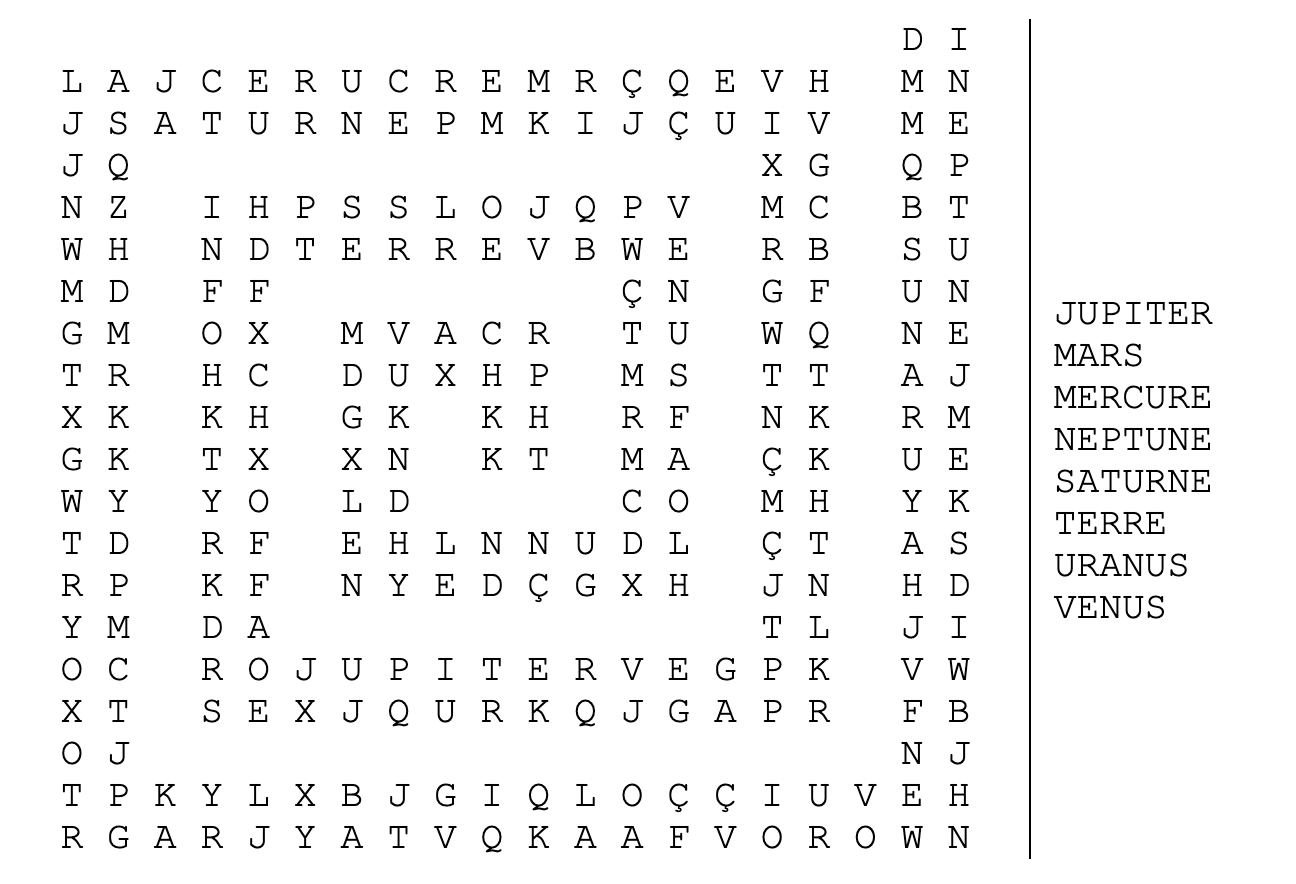 D I
L A J C E R U C R E M R Ç Q E V H M N
J S A T U R N E P M K I J Ç U I V M E
J Q X G Q P
N Z I H P S S L O J Q P V M C B T
W H N D T E R R E V B W E R B S U
M D F F Ç N G F U N
G M O X M V A C R T U W Q N E
T R H C D U X H P M S T T A J
X K K H G K K H R F N K R M
G K T X X N K T M A Ç K U E
W Y Y O L D C O M H Y K
T D R F E H L N N U D L Ç T A S
R P K F N Y E D Ç G X H J N H D
Y M D A T L J I
O C R O J U P I T E R V E G P K V W
X T S E X J Q U R K Q J G A P R F B
O J N J
T P K Y L X B J G I Q L O Ç Ç I U V E H
R G A R J Y A T V Q K A A F V O R O W N
JUPITER
MARS
MERCURE
NEPTUNE
SATURNE
TERRE
URANUS
VENUS